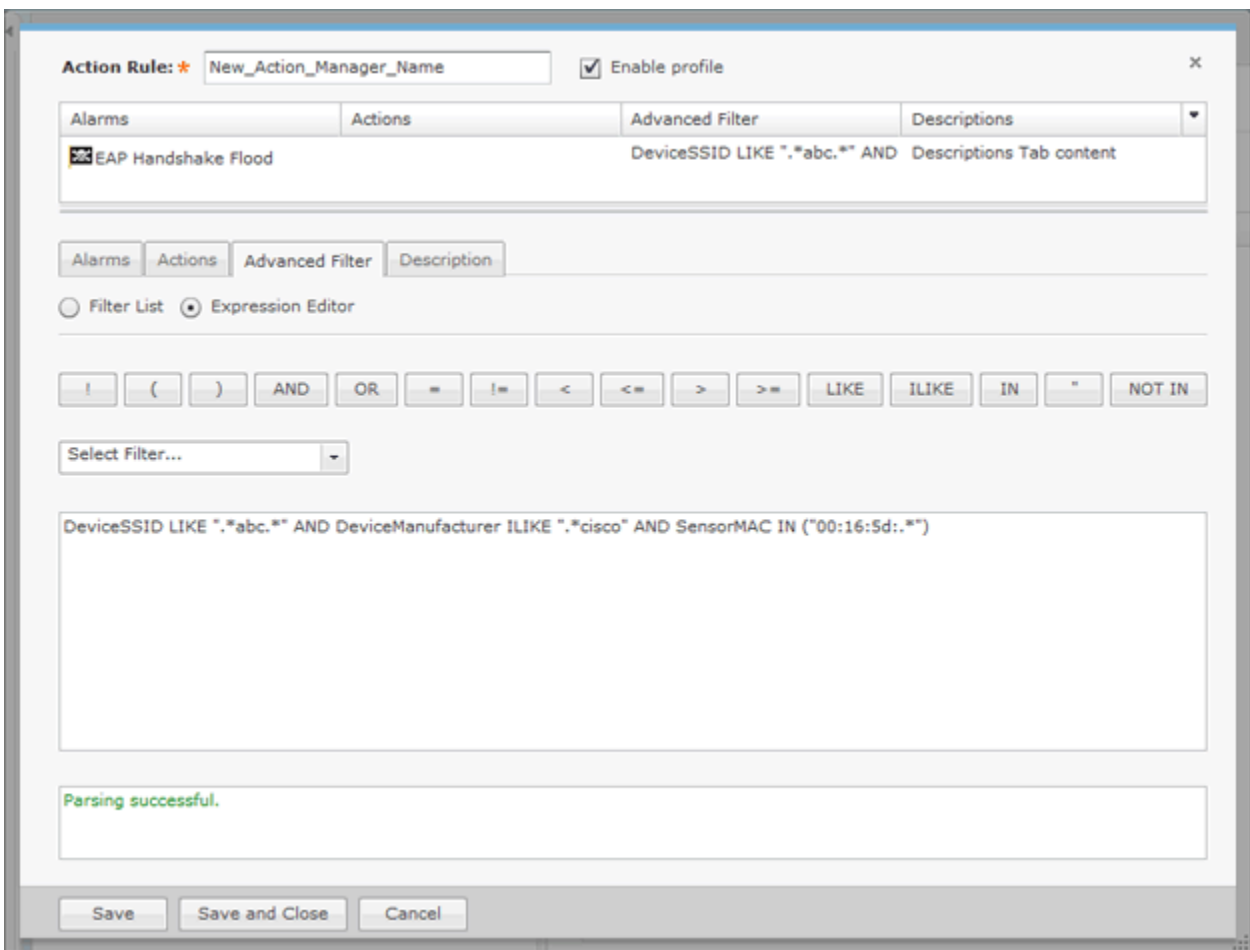 Action Rule: * New_Action_Manager_Name Enable profile ×
Alarms Actions Advanced Filter Descriptions
EAP Handshake Flood DeviceSSID LIKE ".*abc.*" AND Descriptions Tab content
Alarms Actions Advanced Filter Description
Filter List Expression Editor
! ( ) AND OR = != < <= > >= LIKE ILIKE IN " NOT IN
Select Filter...
DeviceSSID LIKE ".*abc.*" AND DeviceManufacturer ILIKE ".*cisco" AND SensorMAC IN ("00:16:5d:.*")
Parsing successful.
Save Save and Close Cancel